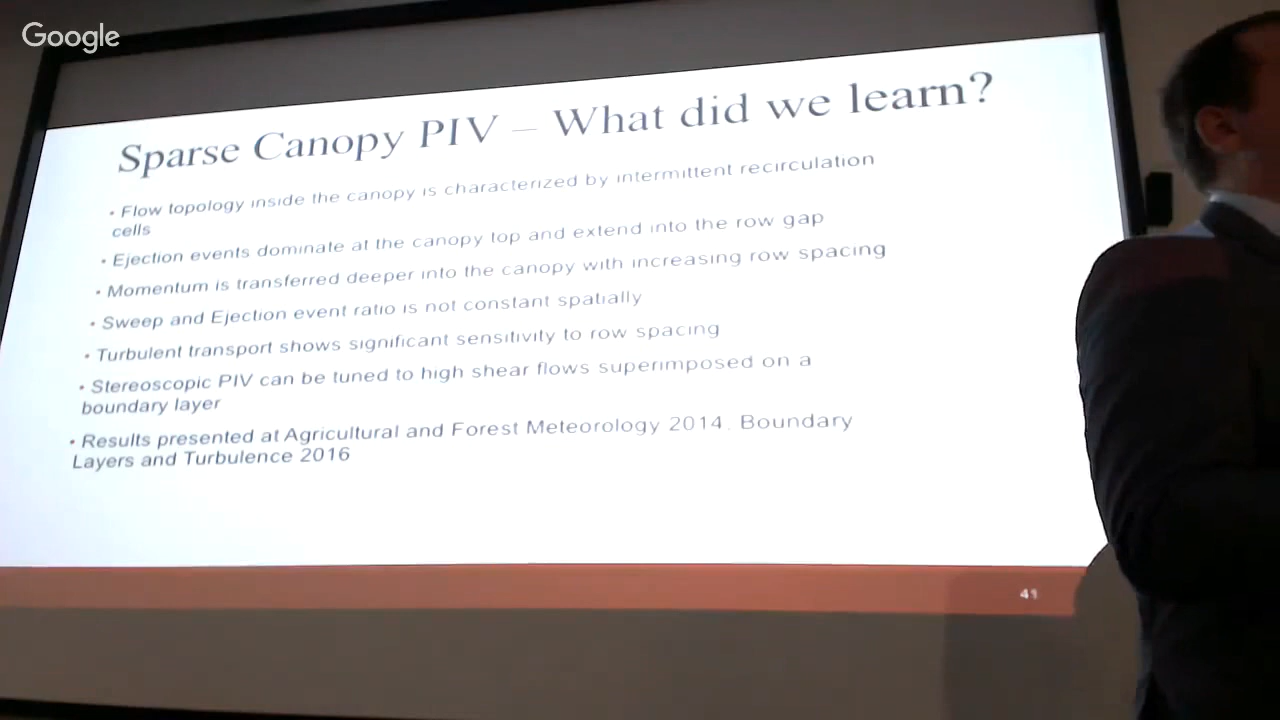 Google
Sparse Canopy PIV – What did we learn?
• Flow topology inside the canopy is characterized by intermittent recirculation
cells
• Ejection events dominate at the canopy top and extend into the row gap
• Momentum is transferred deeper into the canopy with increasing row spacing
• Sweep and Ejection event ratio is not constant spatially
• Turbulent transport shows significant sensitivity to row spacing
• Stereoscopic PIV can be tuned to high shear flows superimposed on a
boundary layer
• Results presented at Agricultural and Forest Meteorology 2014, Boundary
Layers and Turbulence 2016
41